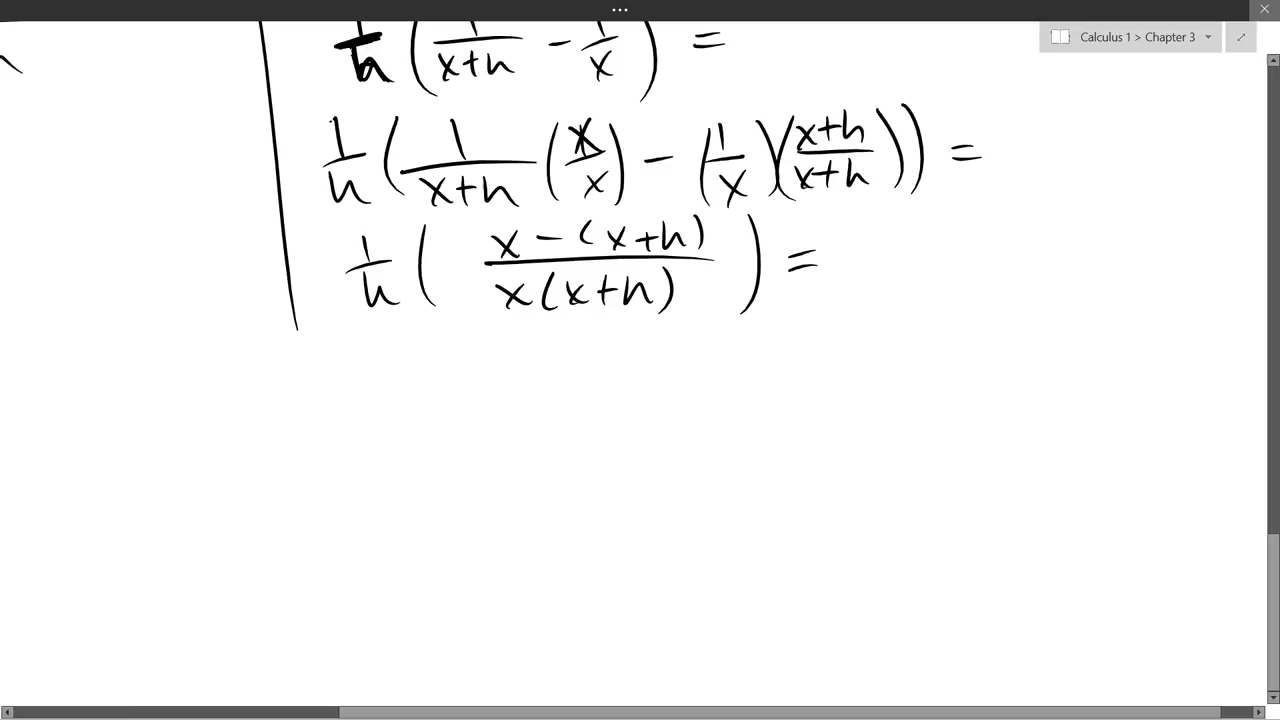 Calculus 1 > Chapter 3
1/h (1/(x+h) - 1/x) =
1/h (1/(x+h) (x/x) - (1/x)((x+h)/(x+h))) =
1/h ((x-(x+h))/(x(x+h))) =